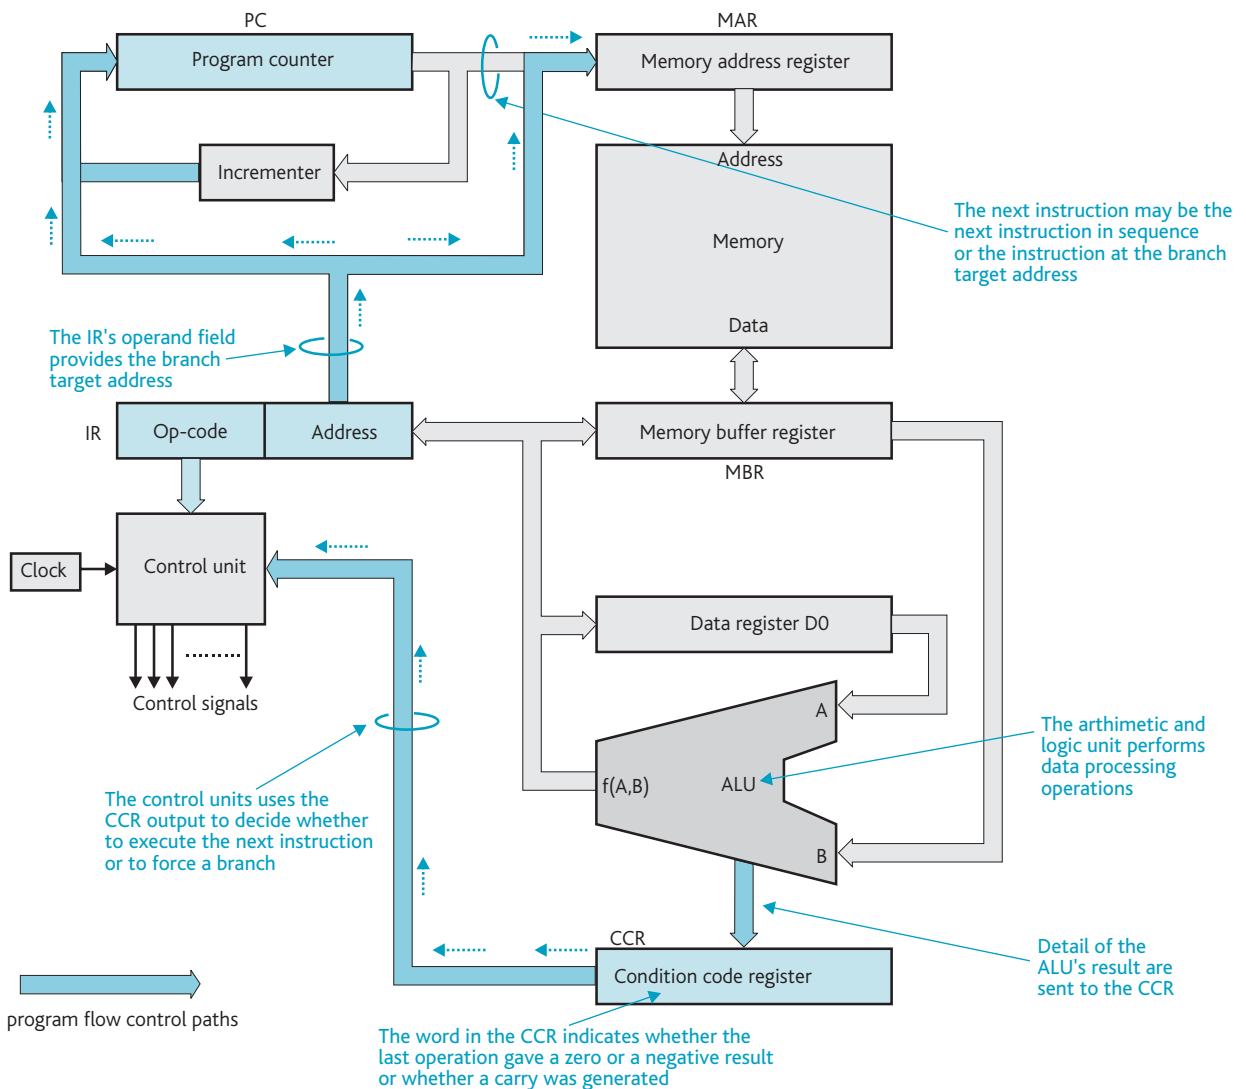 PC
MAR
Program counter
Memory address register
Incrementer
Address
Memory
Data
The next instruction may be the
next instruction in sequence
or the instruction at the branch
target address
The IR's operand field
provides the branch
target address
IR
Op-code
Address
Memory buffer register
MBR
Clock
Control unit
Control signals
Data register D0
A
f(A,B)
ALU
B
The arthimetic and
logic unit performs
data processing
operations
The control units uses the
CCR output to decide whether
to execute the next instruction
or to force a branch
CCR
Condition code register
Detail of the
ALU's result are
sent to the CCR
program flow control paths
The word in the CCR indicates whether the
last operation gave a zero or a negative result
or whether a carry was generated